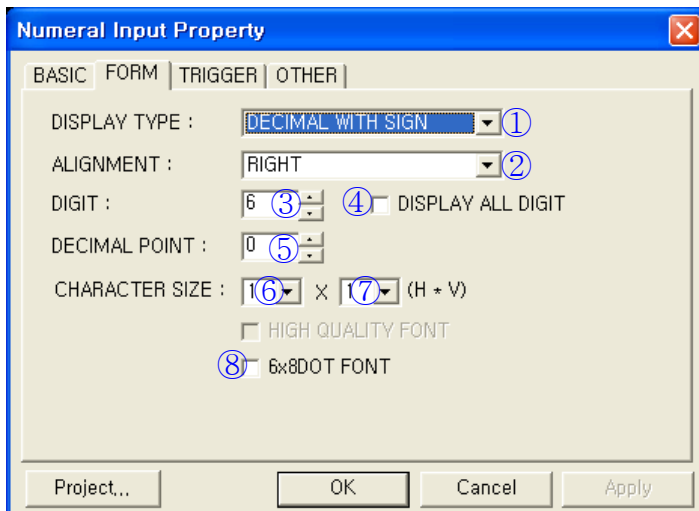 Numeral Input Property
BASIC FORM TRIGGER OTHER
DISPLAY TYPE : DECIMAL WITH SIGN ①
ALIGNMENT : RIGHT ②
DIGIT : 6 ③ ④ DISPLAY ALL DIGIT
DECIMAL POINT : 0 ⑤
CHARACTER SIZE : 1 ⑥ X 1 ⑦ (H * V)
HIGH QUALITY FONT
⑧ 6x8DOT FONT
Project,,, OK Cancel Apply